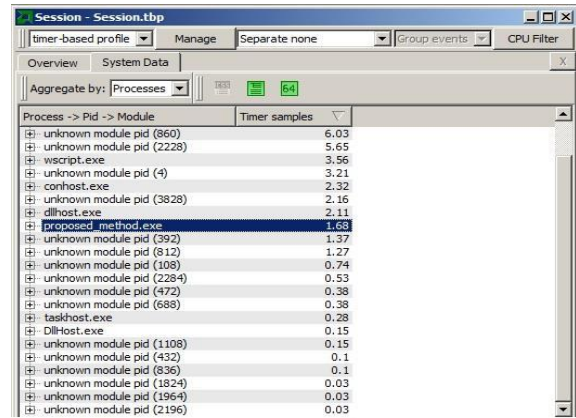 Session - Session.tbp
timer-based profile Manage Separate none Group events CPU Filter
Overview System Data X
Aggregate by: Processes 64
Process -> Pid -> Module Timer samples
unknown module pid (860) 6.03
unknown module pid (2228) 5.65
wscript.exe 3.56
unknown module pid (4) 3.21
conhost.exe 2.32
unknown module pid (3828) 2.16
dllhost.exe 2.11
proposed_method.exe 1.68
unknown module pid (392) 1.37
unknown module pid (812) 1.27
unknown module pid (108) 0.74
unknown module pid (2284) 0.53
unknown module pid (472) 0.38
unknown module pid (688) 0.38
taskhost.exe 0.28
DllHost.exe 0.15
unknown module pid (1108) 0.15
unknown module pid (432) 0.1
unknown module pid (836) 0.1
unknown module pid (1824) 0.03
unknown module pid (1964) 0.03
unknown module pid (2196) 0.03